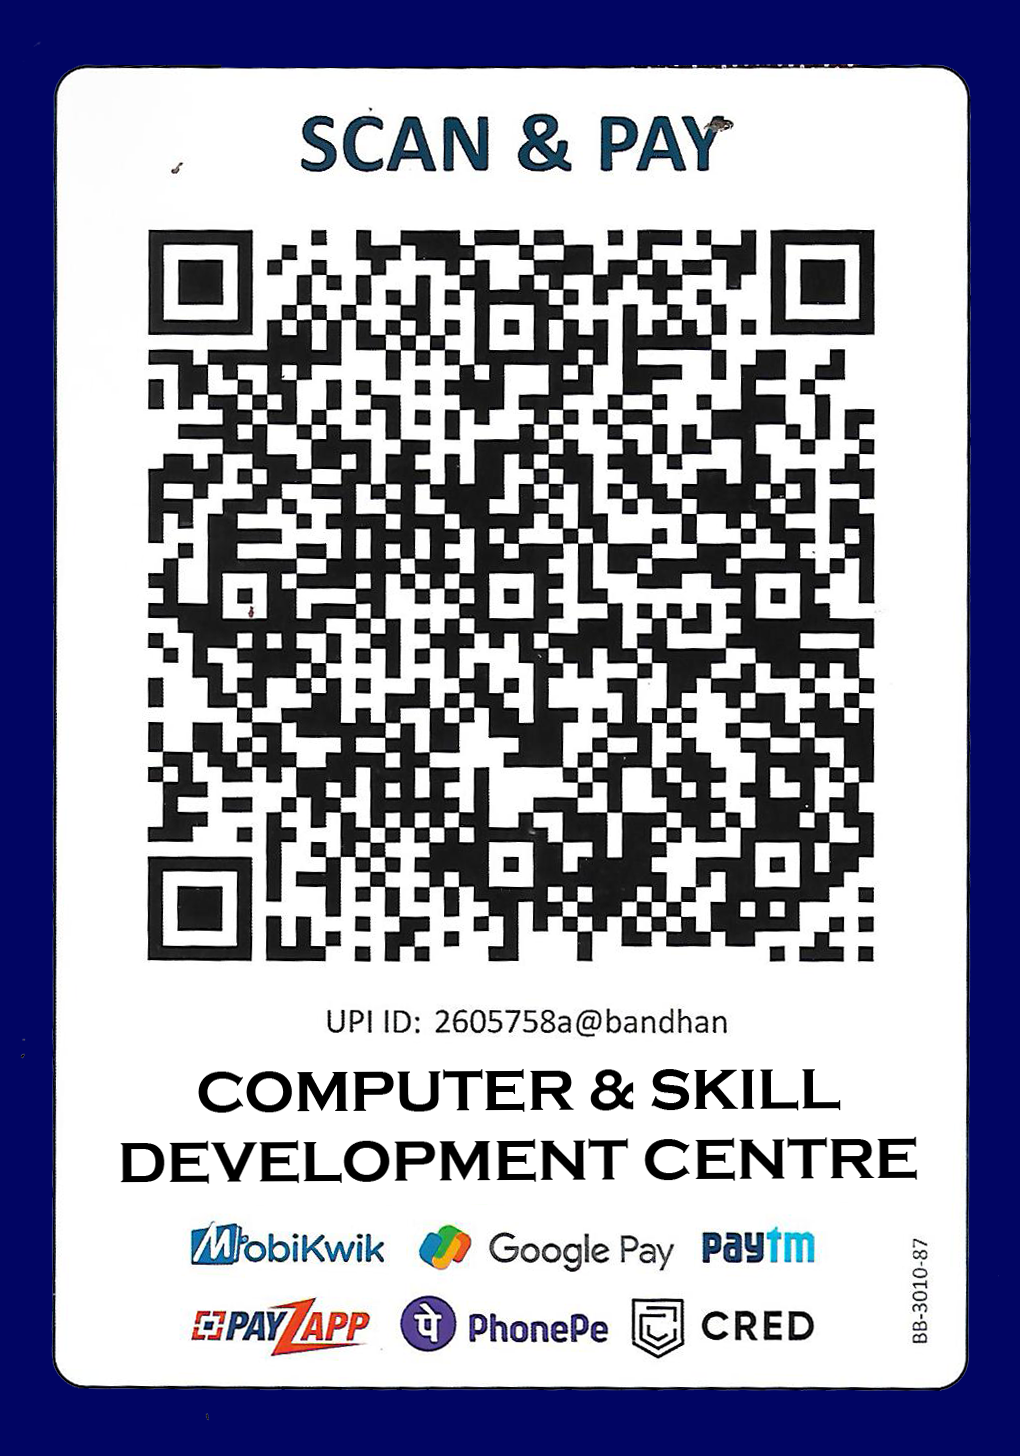 SCAN & PAY
UPI ID: 2605758a@bandhan
COMPUTER & SKILL
DEVELOPMENT CENTRE
MobiKwik Google Pay paytm
PAYZAPP पे PhonePe CRED
BB-3010-87